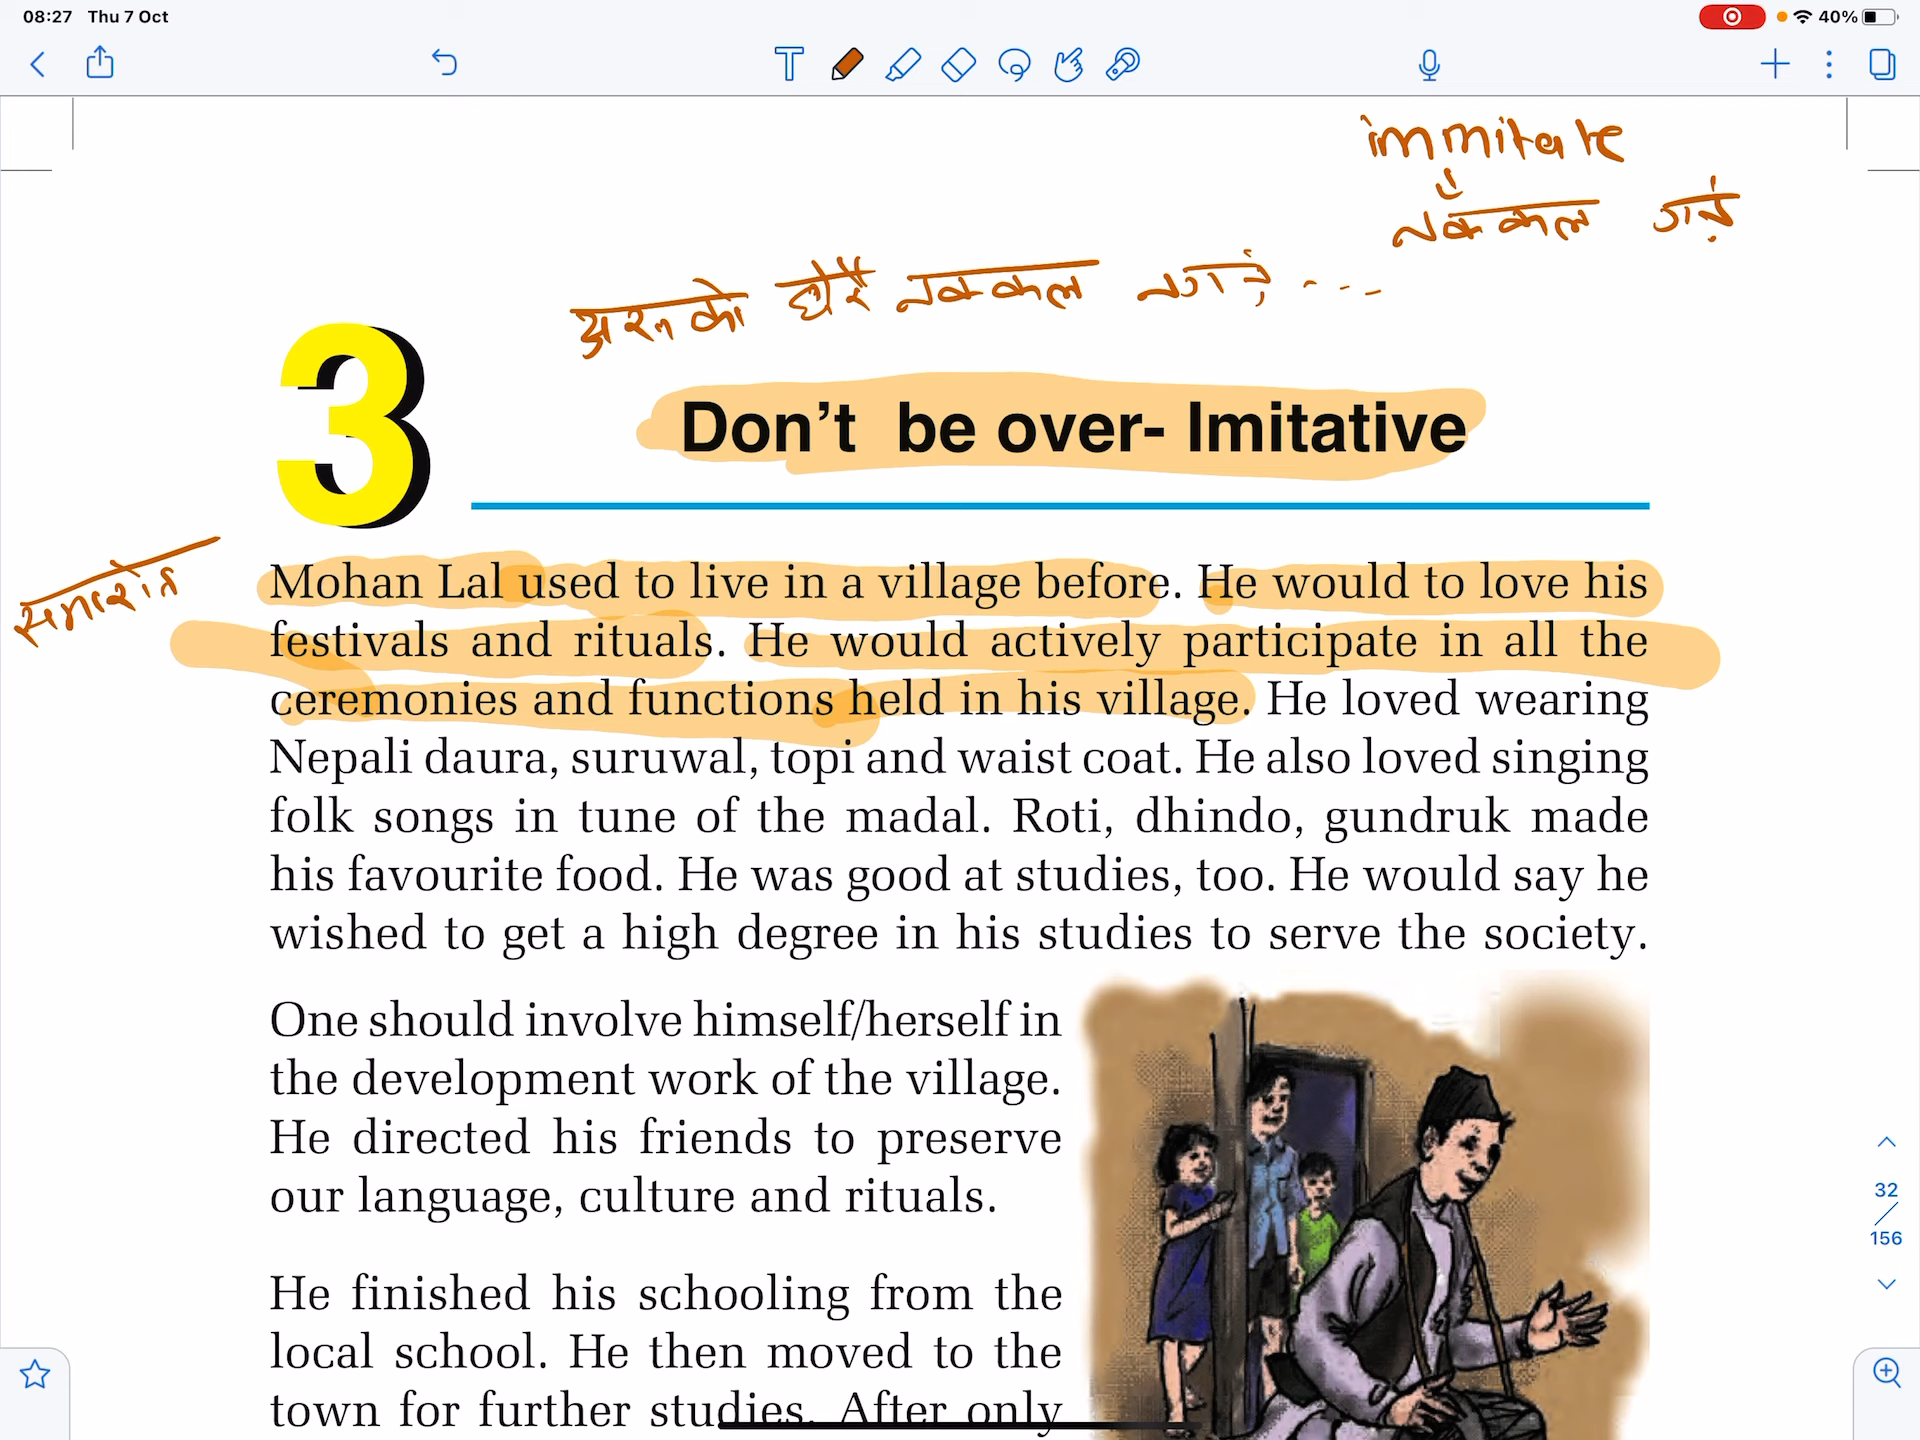 08:27 Thu 7 Oct
40%
immitate
नक्कल गर्नु
अरुको धेरै नक्कल नगर्नु ...
3
Don't be over- Imitative
समारोह
Mohan Lal used to live in a village before. He would to love his
festivals and rituals. He would actively participate in all the
ceremonies and functions held in his village. He loved wearing
Nepali daura, suruwal, topi and waist coat. He also loved singing
folk songs in tune of the madal. Roti, dhindo, gundruk made
his favourite food. He was good at studies, too. He would say he
wished to get a high degree in his studies to serve the society.
One should involve himself/herself in
the development work of the village.
He directed his friends to preserve
our language, culture and rituals.
He finished his schooling from the
local school. He then moved to the
town for further studies. After only
32
/
156